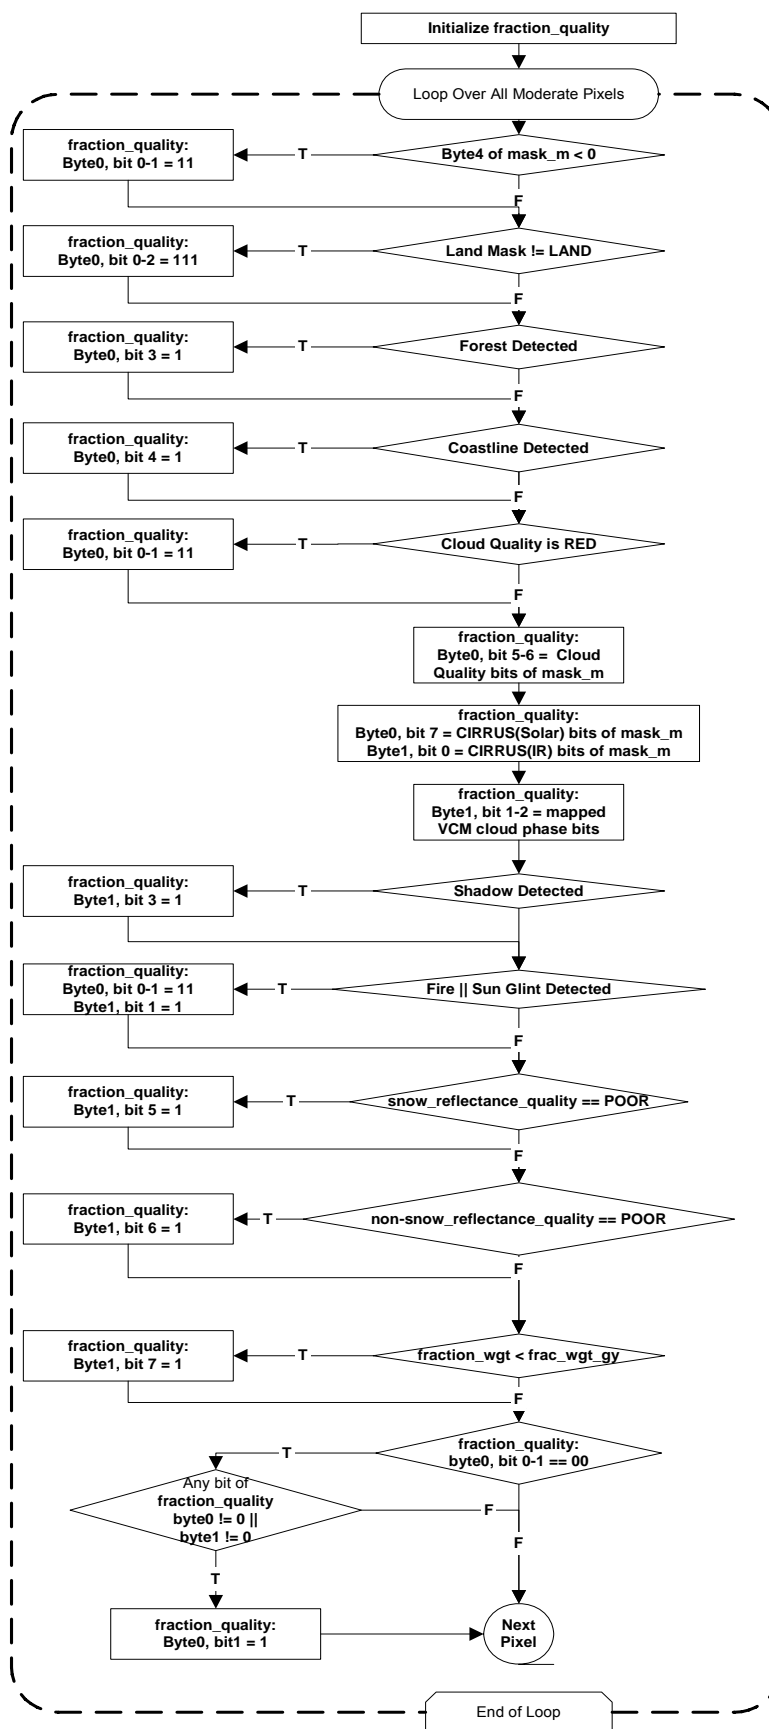 Initialize fraction_quality
Loop Over All Moderate Pixels
fraction_quality:
Byte0, bit 0-1 = 11
T
Byte4 of mask_m < 0
F
fraction_quality:
Byte0, bit 0-2 = 111
T
Land Mask != LAND
F
fraction_quality:
Byte0, bit 3 = 1
T
Forest Detected
F
fraction_quality:
Byte0, bit 4 = 1
T
Coastline Detected
F
fraction_quality:
Byte0, bit 0-1 = 11
T
Cloud Quality is RED
F
fraction_quality:
Byte0, bit 5-6 = Cloud
Quality bits of mask_m
fraction_quality:
Byte0, bit 7 = CIRRUS(Solar) bits of mask_m
Byte1, bit 0 = CIRRUS(IR) bits of mask_m
fraction_quality:
Byte1, bit 1-2 = mapped
VCM cloud phase bits
fraction_quality:
Byte1, bit 3 = 1
T
Shadow Detected
fraction_quality:
Byte0, bit 0-1 = 11
Byte1, bit 1 = 1
T
Fire || Sun Glint Detected
F
fraction_quality:
Byte1, bit 5 = 1
T
snow_reflectance_quality == POOR
F
fraction_quality:
Byte1, bit 6 = 1
T
non-snow_reflectance_quality == POOR
F
fraction_quality:
Byte1, bit 7 = 1
T
fraction_wgt < frac_wgt_gy
F
fraction_quality:
byte0, bit 0-1 == 00
T
Any bit of
fraction_quality
byte0 != 0 ||
byte1 != 0
F
F
T
fraction_quality:
Byte0, bit1 = 1
Next
Pixel
End of Loop